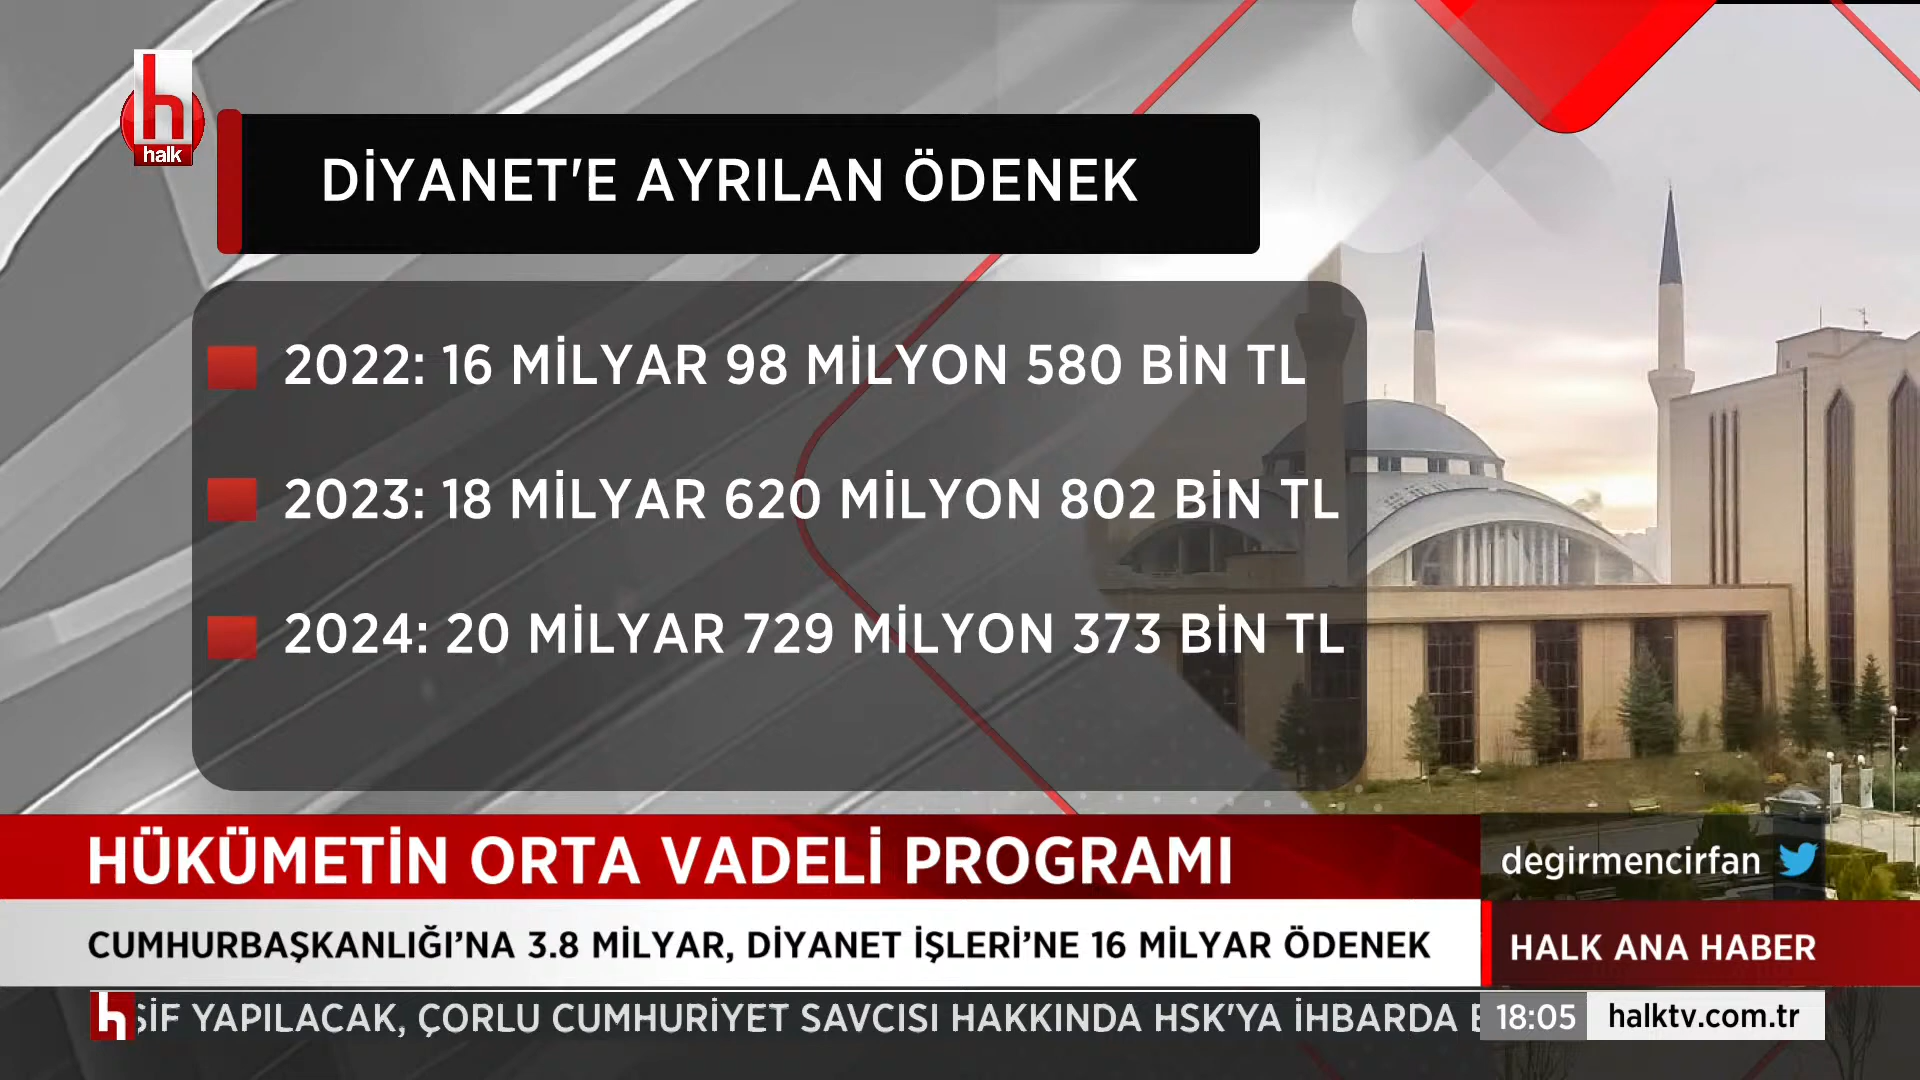 h
halk
DİYANET'E AYRILAN ÖDENEK
2022: 16 MİLYAR 98 MİLYON 580 BİN TL
2023: 18 MİLYAR 620 MİLYON 802 BİN TL
2024: 20 MİLYAR 729 MİLYON 373 BİN TL
HÜKÜMETİN ORTA VADELİ PROGRAMI
degirmencirfan
CUMHURBAŞKANLIĞI’NA 3.8 MİLYAR, DİYANET İŞLERİ’NE 16 MİLYAR ÖDENEK
HALK ANA HABER
h YAPILACAK, ÇORLU CUMHURİYET SAVCISI HAKKINDA HSK'YA İHBARDA
18:05
halktv.com.tr